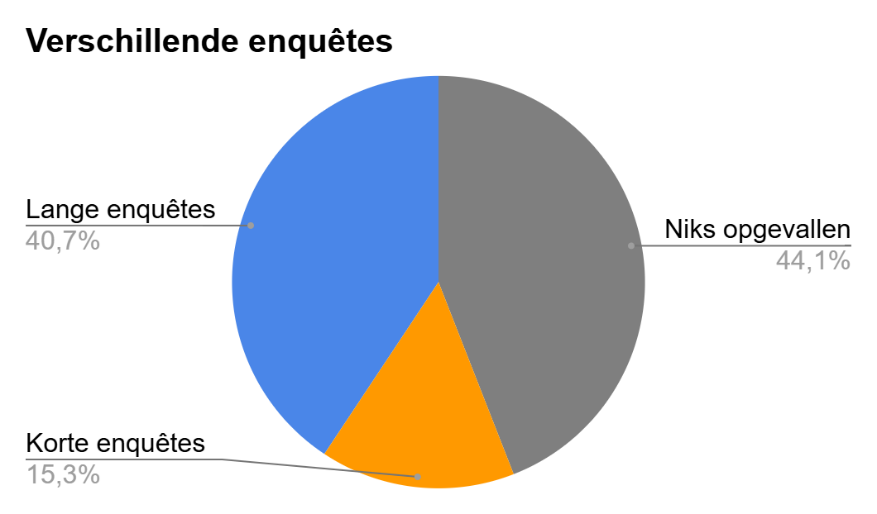 Verschillende enquêtes
Lange enquêtes
40,7%
Niks opgevallen
44,1%
Korte enquêtes
15,3%